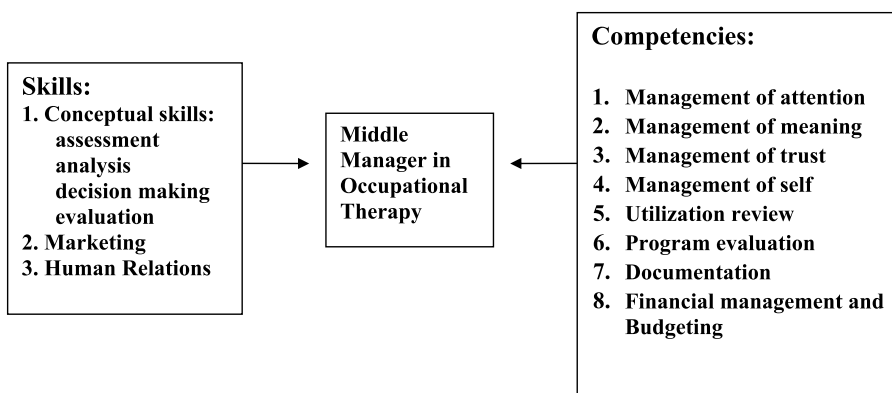 Skills:
1. Conceptual skills:
assessment
analysis
decision making
evaluation
2. Marketing
3. Human Relations
Middle
Manager in
Occupational
Therapy
Competencies:
1. Management of attention
2. Management of meaning
3. Management of trust
4. Management of self
5. Utilization review
6. Program evaluation
7. Documentation
8. Financial management and
Budgeting